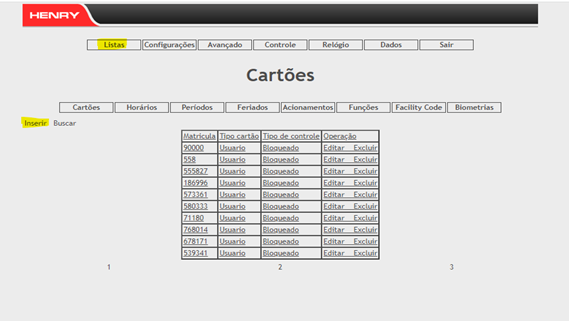 HENRY
Listas Configurações Avançado Controle Relógio Dados Sair
Cartões
Cartões Horários Períodos Feriados Acionamentos Funções Facility Code Biometrias
Inserir Buscar
Matricula Tipo cartão Tipo de controle Operação
90000 Usuario Bloqueado Editar Excluir
558 Usuario Bloqueado Editar Excluir
555827 Usuario Bloqueado Editar Excluir
186996 Usuario Bloqueado Editar Excluir
573361 Usuario Bloqueado Editar Excluir
580333 Usuario Bloqueado Editar Excluir
71180 Usuario Bloqueado Editar Excluir
768014 Usuario Bloqueado Editar Excluir
678171 Usuario Bloqueado Editar Excluir
539341 Usuario Bloqueado Editar Excluir
1 2 3